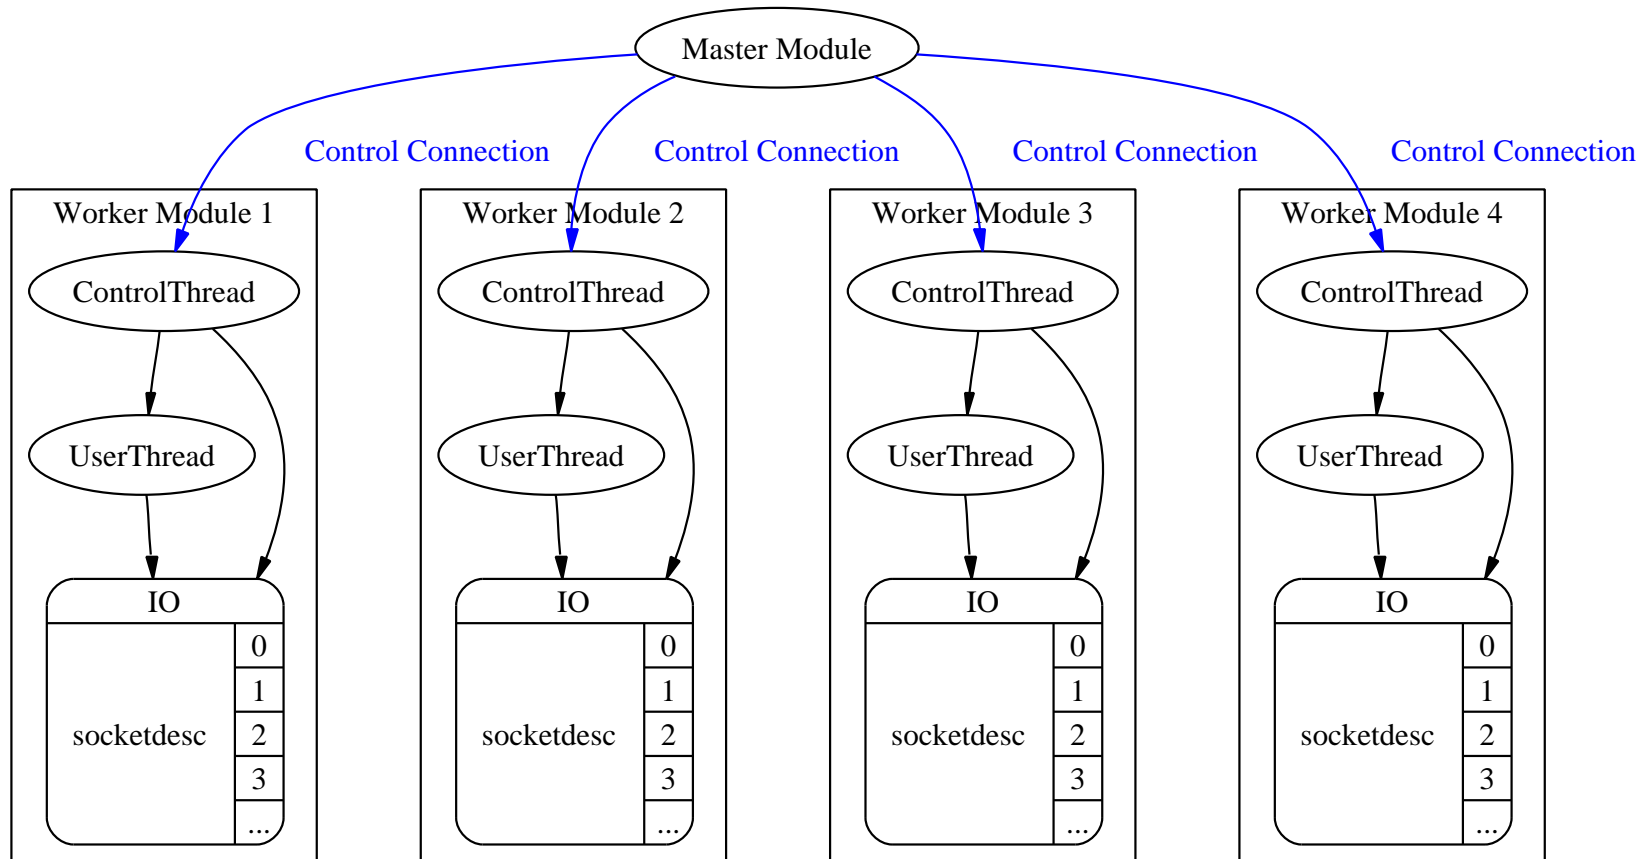 Master Module
Control Connection Control Connection Control Connection Control Connection
Worker Module 1 Worker Module 2 Worker Module 3 Worker Module 4
ControlThread ControlThread ControlThread ControlThread
UserThread UserThread UserThread UserThread
IO IO IO IO
0 0 0 0
1 1 1 1
socketdesc 2 socketdesc 2 socketdesc 2 socketdesc 2
3 3 3 3
... ... ... ...